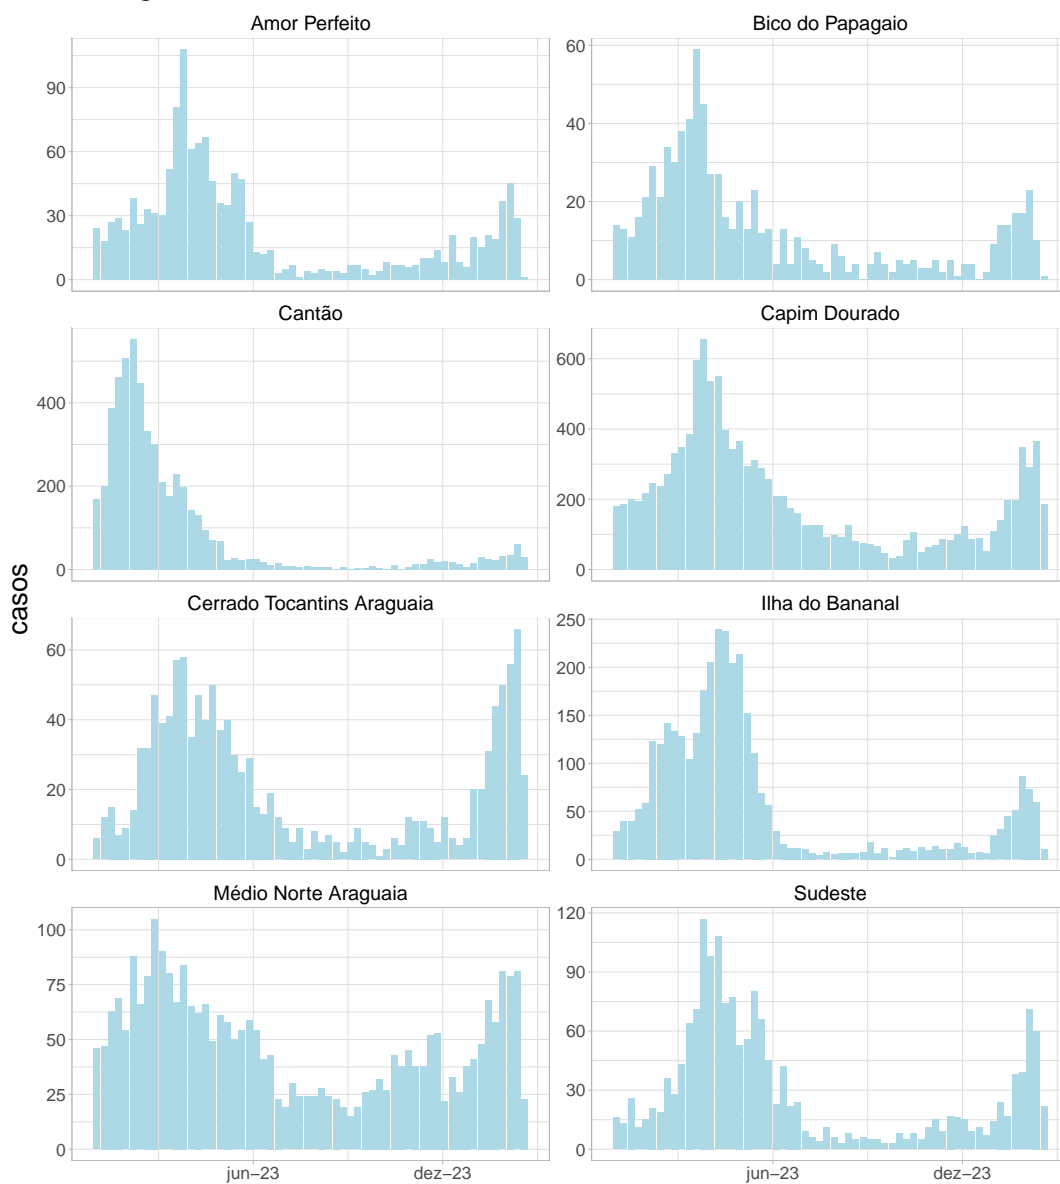 Amor Perfeito
Bico do Papagaio
90
60
30
0
60
40
20
0
Cantão
Capim Dourado
400
200
0
600
400
200
0
casos
Cerrado Tocantins Araguaia
Ilha do Bananal
60
40
20
0
250
200
150
100
50
0
Médio Norte Araguaia
Sudeste
100
75
50
25
0
120
90
60
30
0
jun−23
dez−23
jun−23
dez−23